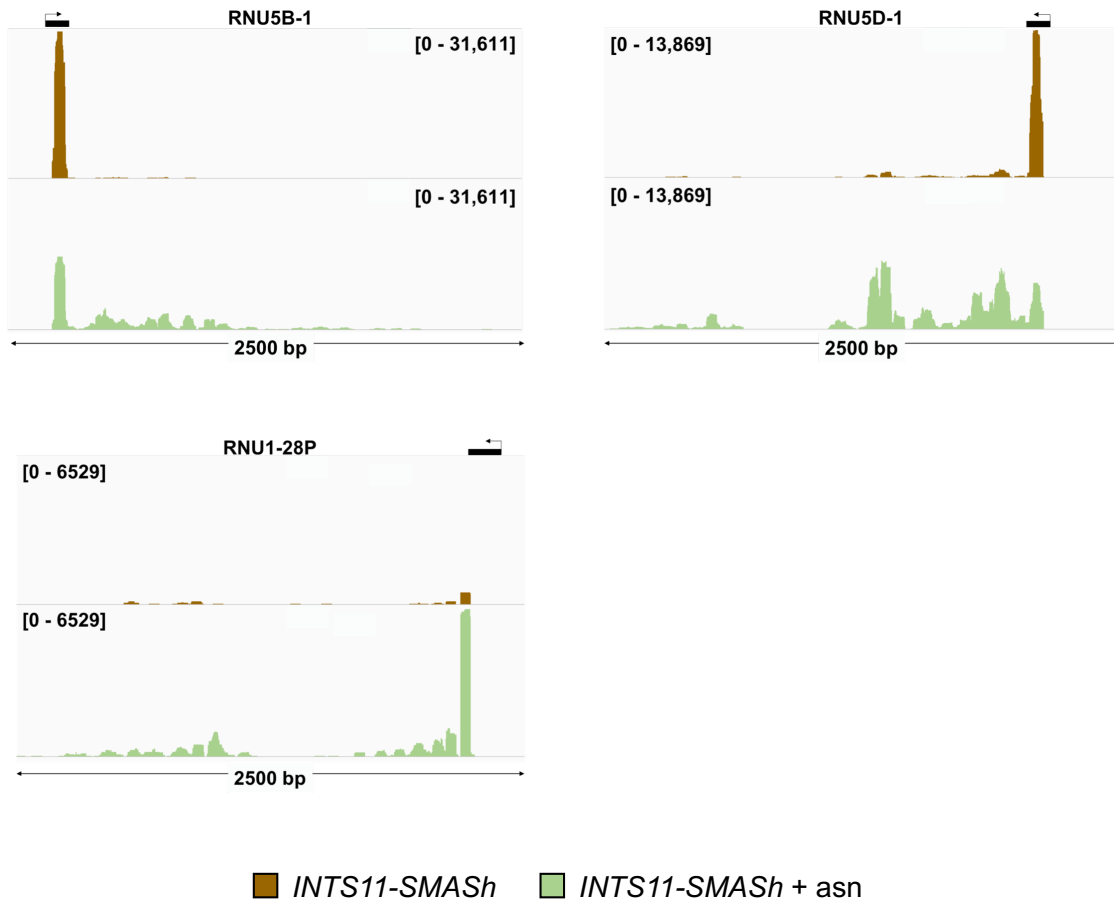 RNU5B-1
[0 - 31,611]
[0 - 31,611]
2500 bp
RNU5D-1
[0 - 13,869]
[0 - 13,869]
2500 bp
RNU1-28P
[0 - 6529]
[0 - 6529]
2500 bp
INTS11-SMASh INTS11-SMASh + asn